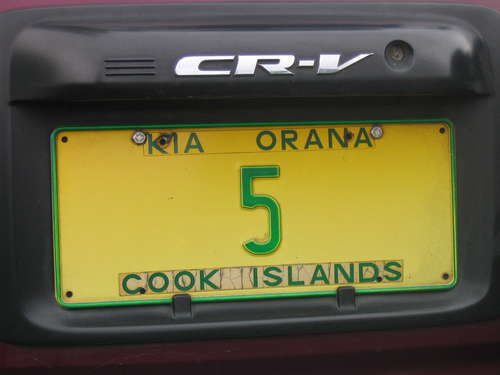 CR-V
KIA ORANA
5
COOK ISLANDS